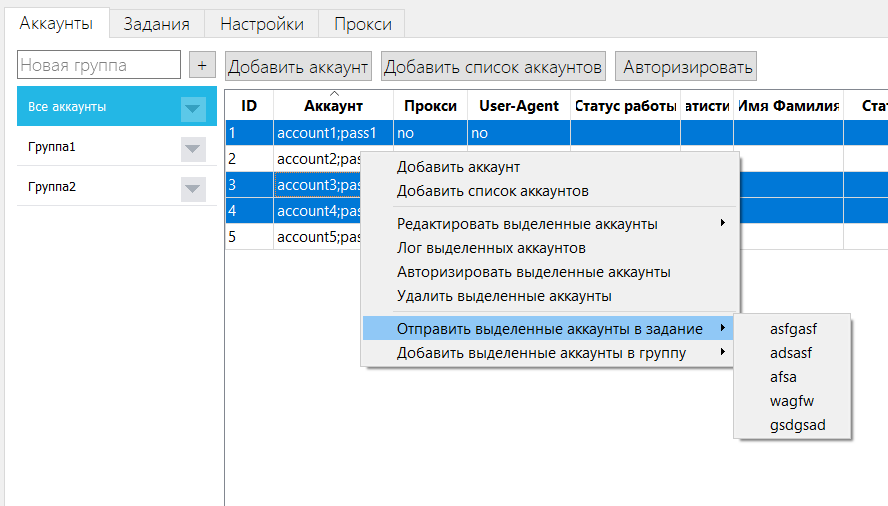 Аккаунты Задания Настройки Прокси
Новая группа + Добавить аккаунт Добавить список аккаунтов Авторизировать
Все аккаунты
Группа1
Группа2
ID Аккаунт Прокси User-Agent Статус работы атисти Имя Фамилия Стат
1 account1;pass1 no no
2 account2;pas
3 account3;pas
4 account4;pas
5 account5;pas
Добавить аккаунт
Добавить список аккаунтов
Редактировать выделенные аккаунты
Лог выделенных аккаунтов
Авторизировать выделенные аккаунты
Удалить выделенные аккаунты
Отправить выделенные аккаунты в задание
Добавить выделенные аккаунты в группу
asfgasf
adsasf
afsa
wagfw
gsdgsad